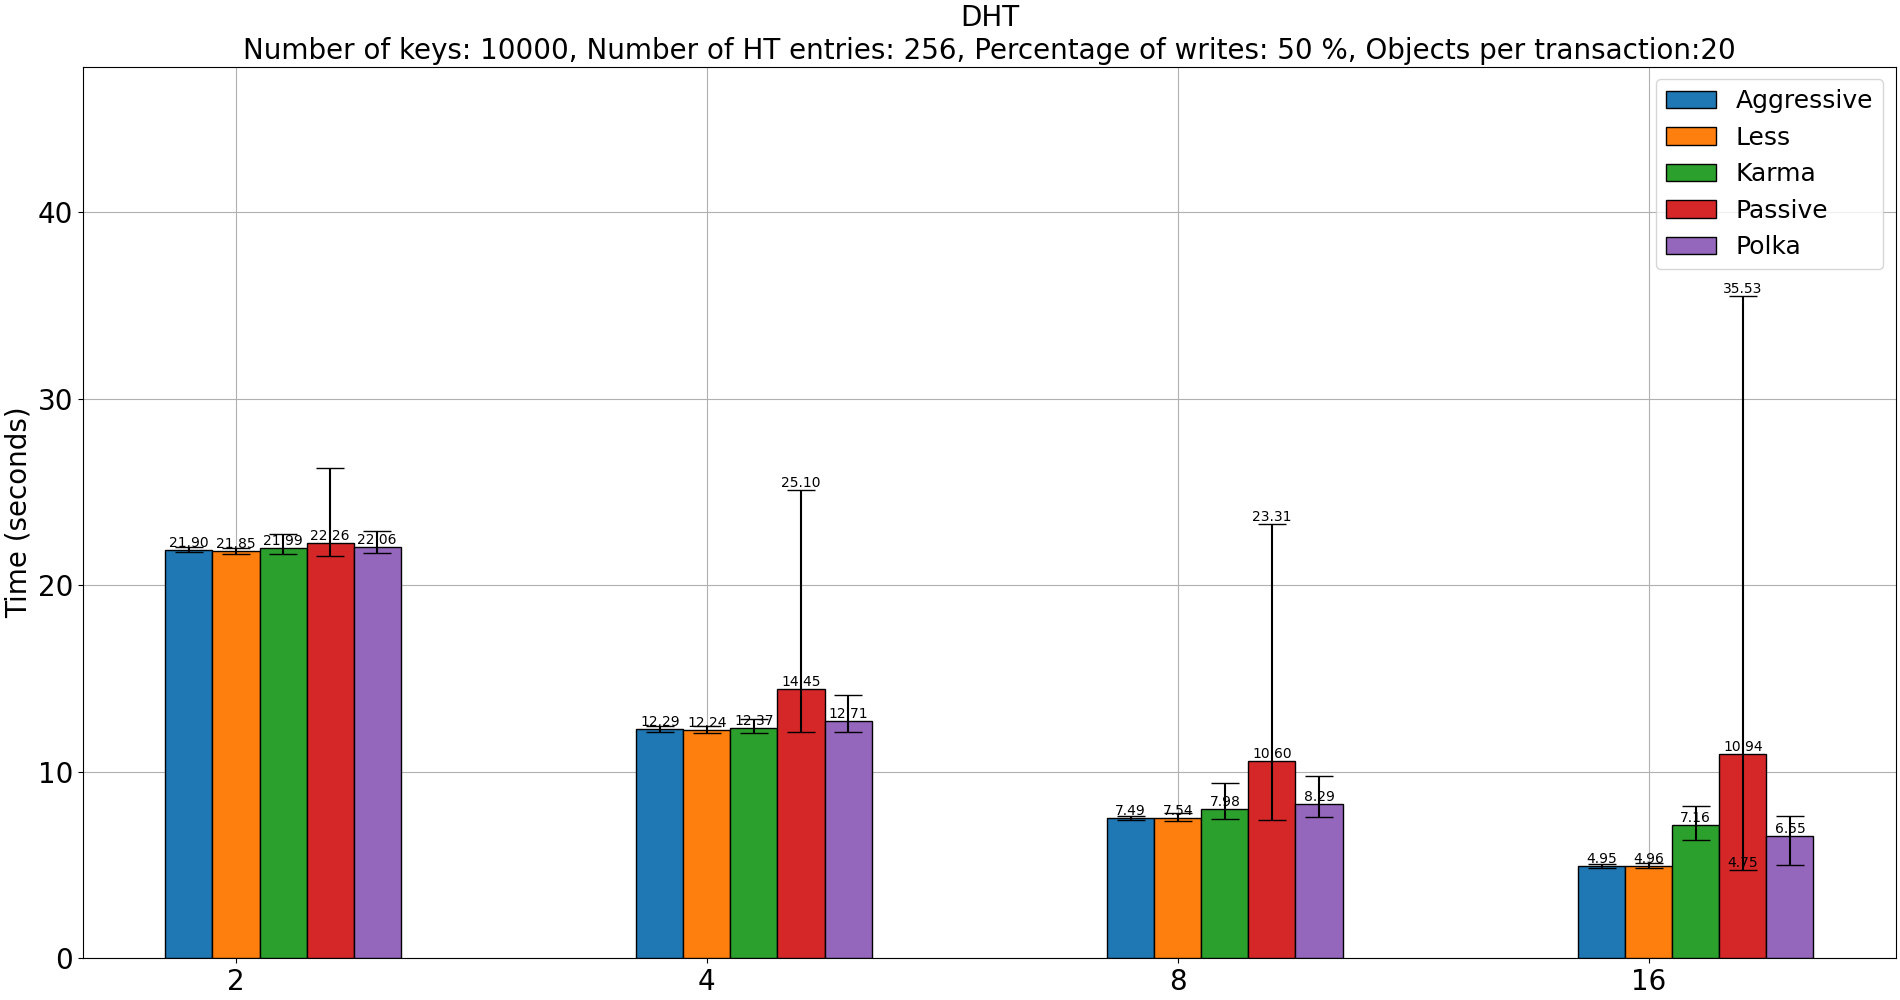 DHT
Number of keys: 10000, Number of HT entries: 256, Percentage of writes: 50 %, Objects per transaction:20
Aggressive
Less
Karma
Passive
Polka
Time (seconds)
40
30
20
10
0
35.53
25.10
23.31
21.90 21.85 21.99 22.26 22.06
12.29 12.24 12.37 14.45 12.71
7.49 7.54 7.98 10.60 8.29
4.95 4.96 7.16 10.94 6.55
4.75
2 4 8 16